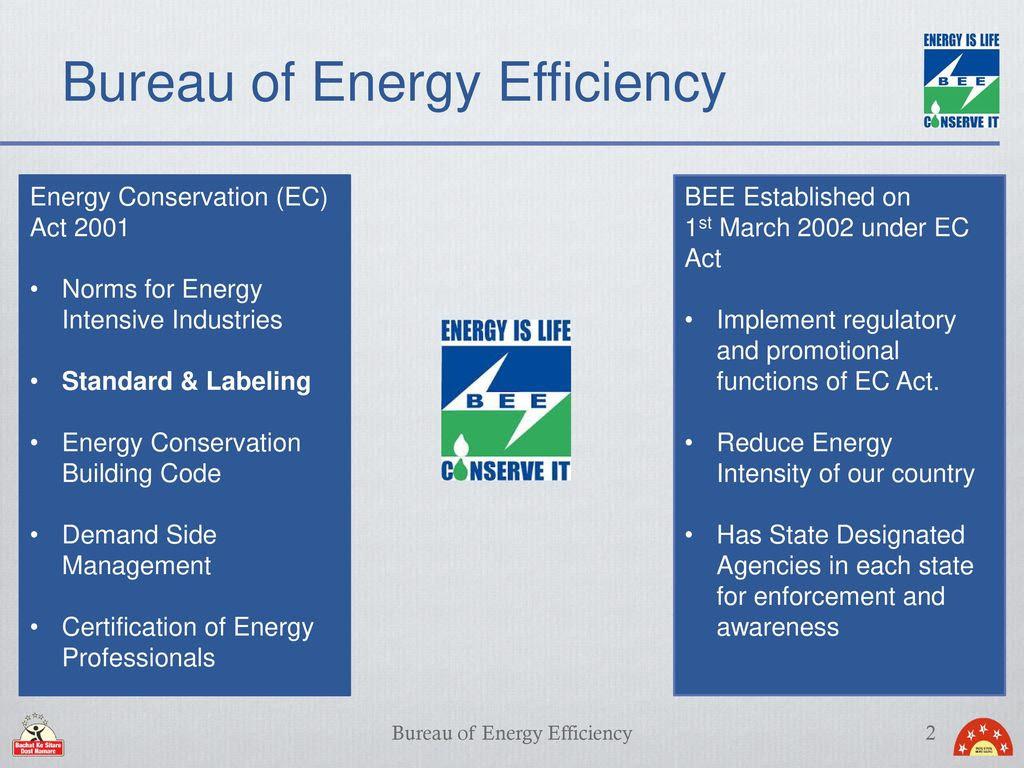 Bureau of Energy Efficiency
ENERGY IS LIFE
BEE
CONSERVE IT
Energy Conservation (EC)
Act 2001
• Norms for Energy
Intensive Industries
• Standard & Labeling
• Energy Conservation
Building Code
• Demand Side
Management
• Certification of Energy
Professionals
ENERGY IS LIFE
BEE
CONSERVE IT
BEE Established on
1st March 2002 under EC
Act
• Implement regulatory
and promotional
functions of EC Act.
• Reduce Energy
Intensity of our country
• Has State Designated
Agencies in each state
for enforcement and
awareness
Bachat Ke Sitare
Dost Hamare
Bureau of Energy Efficiency
2